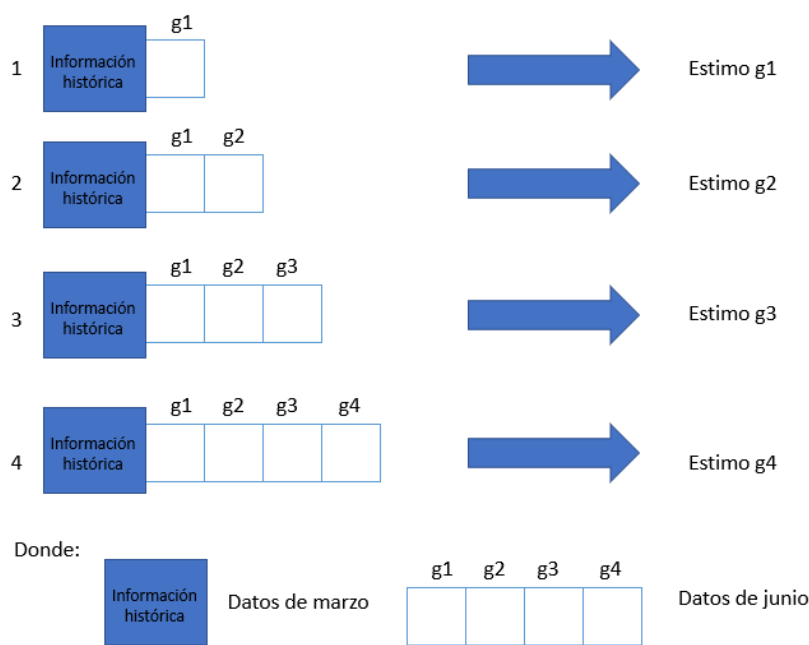 g1
1
Información
histórica
Estimo g1
g1 g2
2
Información
histórica
Estimo g2
g1 g2 g3
3
Información
histórica
Estimo g3
g1 g2 g3 g4
4
Información
histórica
Estimo g4
Donde:
Información
histórica
Datos de marzo
g1 g2 g3 g4
Datos de junio